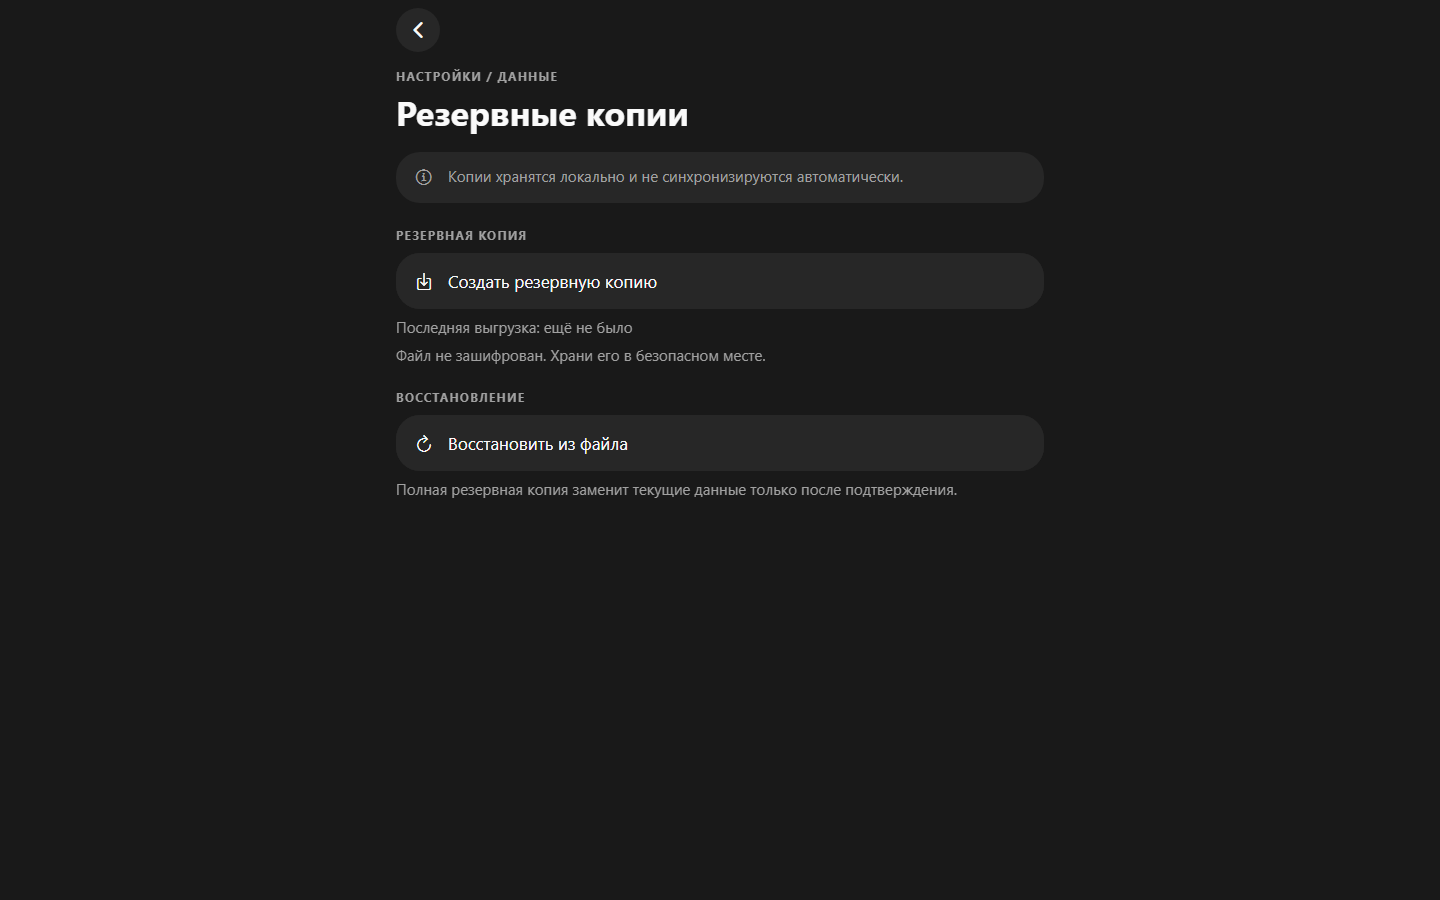 НАСТРОЙКИ / ДАННЫЕ
Резервные копии
Копии хранятся локально и не синхронизируются автоматически.
РЕЗЕРВНАЯ КОПИЯ
Создать резервную копию
Последняя выгрузка: ещё не было
Файл не зашифрован. Храни его в безопасном месте.
ВОССТАНОВЛЕНИЕ
Восстановить из файла
Полная резервная копия заменит текущие данные только после подтверждения.